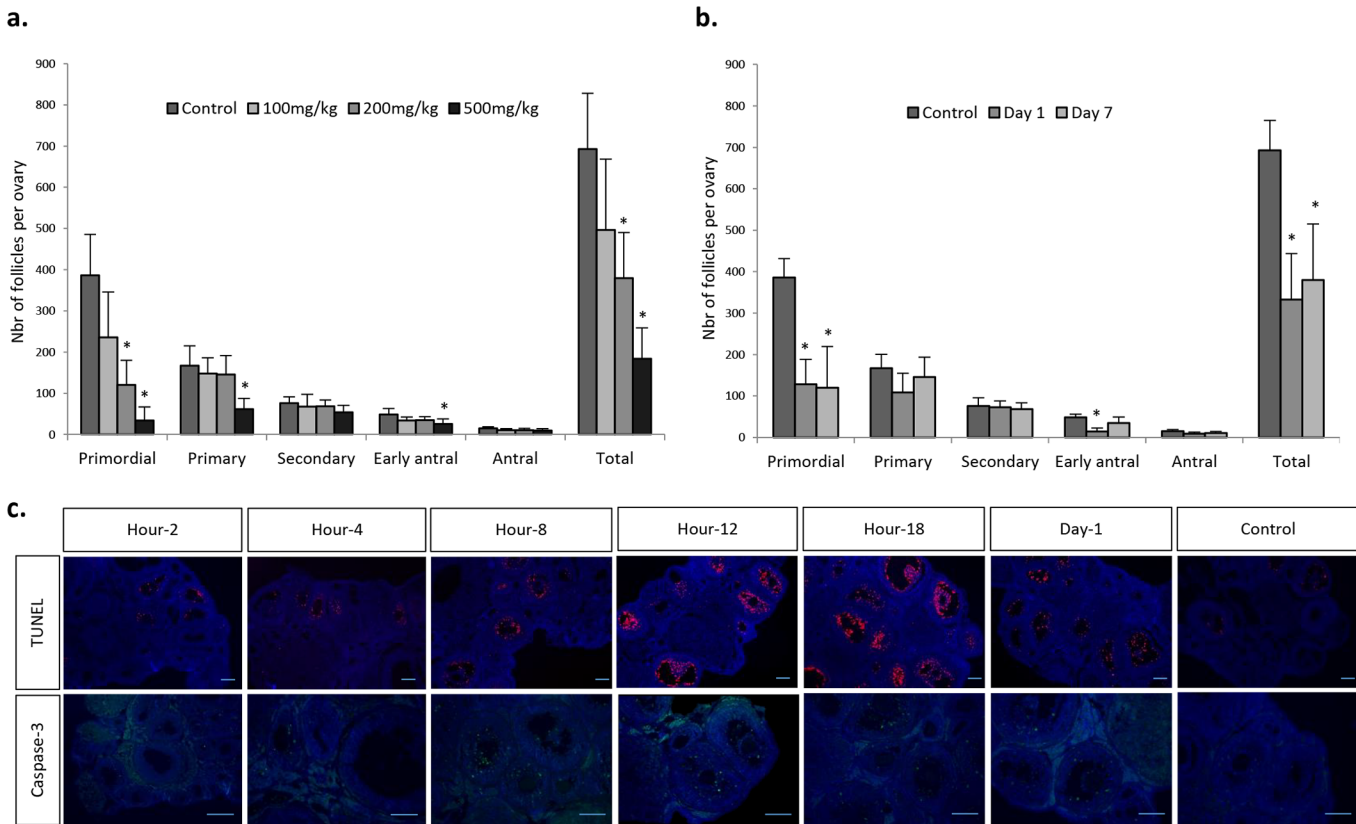 a.
900
800
700
600
500
400
300
200
100
0
Nbr of follicles per ovary
Control 100mg/kg 200mg/kg 500mg/kg
* * * * * *
Primordial Primary Secondary Early antral Antral Total
b.
900
800
700
600
500
400
300
200
100
0
Nbr of follicles per ovary
Control Day 1 Day 7
* * * * *
Primordial Primary Secondary Early antral Antral Total
c.
Hour-2 Hour-4 Hour-8 Hour-12 Hour-18 Day-1 Control
TUNEL
Caspase-3